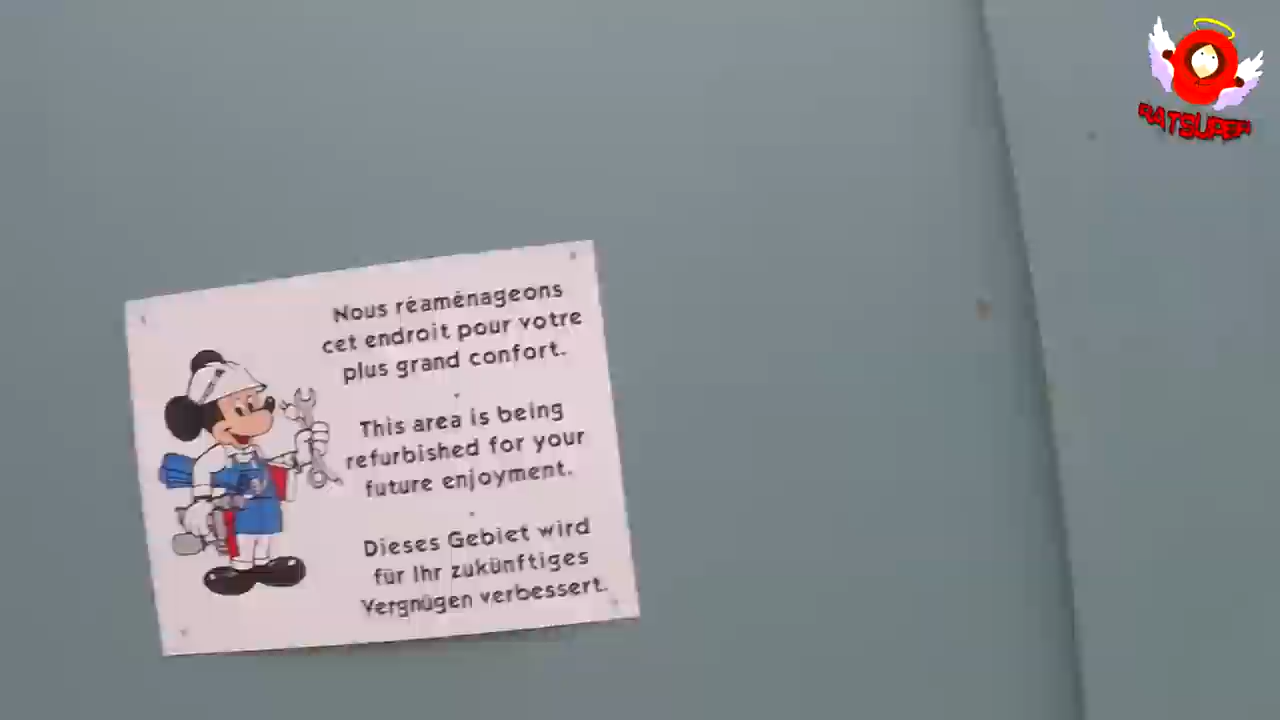 RATSUPER
Nous réaménageons
cet endroit pour votre
plus grand confort.
This area is being
refurbished for your
future enjoyment.
Dieses Gebiet wird
für Ihr zukünftiges
Vergnügen verbessert.